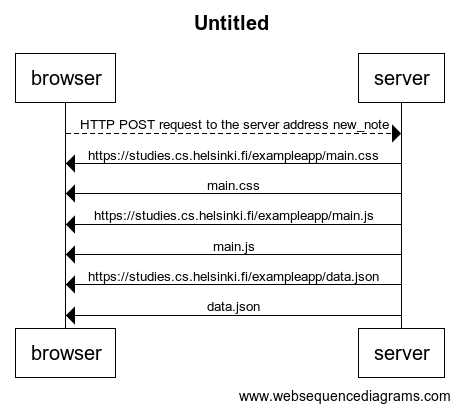 Untitled
browser
server
HTTP POST request to the server address new_note
https://studies.cs.helsinki.fi/exampleapp/main.css
main.css
https://studies.cs.helsinki.fi/exampleapp/main.js
main.js
https://studies.cs.helsinki.fi/exampleapp/data.json
data.json
browser
server
www.websequencediagrams.com